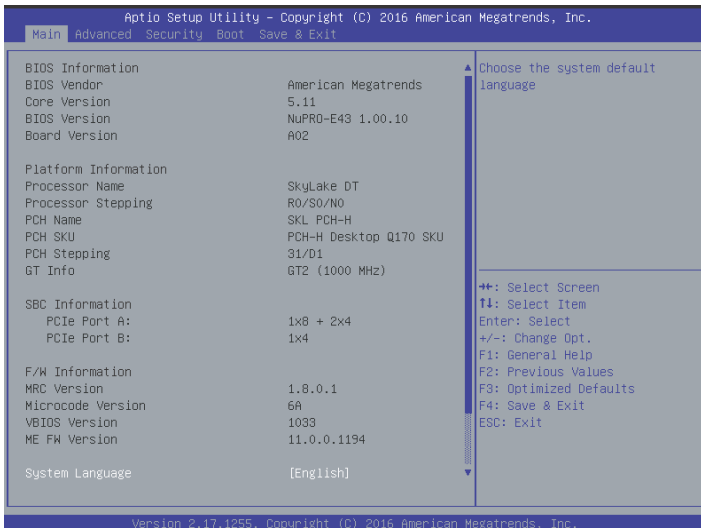 Aptio Setup Utility – Copyright (C) 2016 American Megatrends, Inc.
Main Advanced Security Boot Save & Exit
BIOS Information
BIOS Vendor American Megatrends
Core Version 5.11
BIOS Version NuPRO-E43 1.00.10
Board Version A02
Platform Information
Processor Name SkyLake DT
Processor Stepping R0/S0/N0
PCH Name SKL PCH-H
PCH SKU PCH-H Desktop Q170 SKU
PCH Stepping 31/D1
GT Info GT2 (1000 MHz)
SBC Information
PCIe Port A: 1x8 + 2x4
PCIe Port B: 1x4
F/W Information
MRC Version 1.8.0.1
Microcode Version 6A
VBIOS Version 1033
ME FW Version 11.0.0.1194
System Language [English]
Choose the system default
language
→←: Select Screen
↑↓: Select Item
Enter: Select
+/-: Change Opt.
F1: General Help
F2: Previous Values
F3: Optimized Defaults
F4: Save & Exit
ESC: Exit
Version 2.17.1255. Copyright (C) 2016 American Megatrends, Inc.